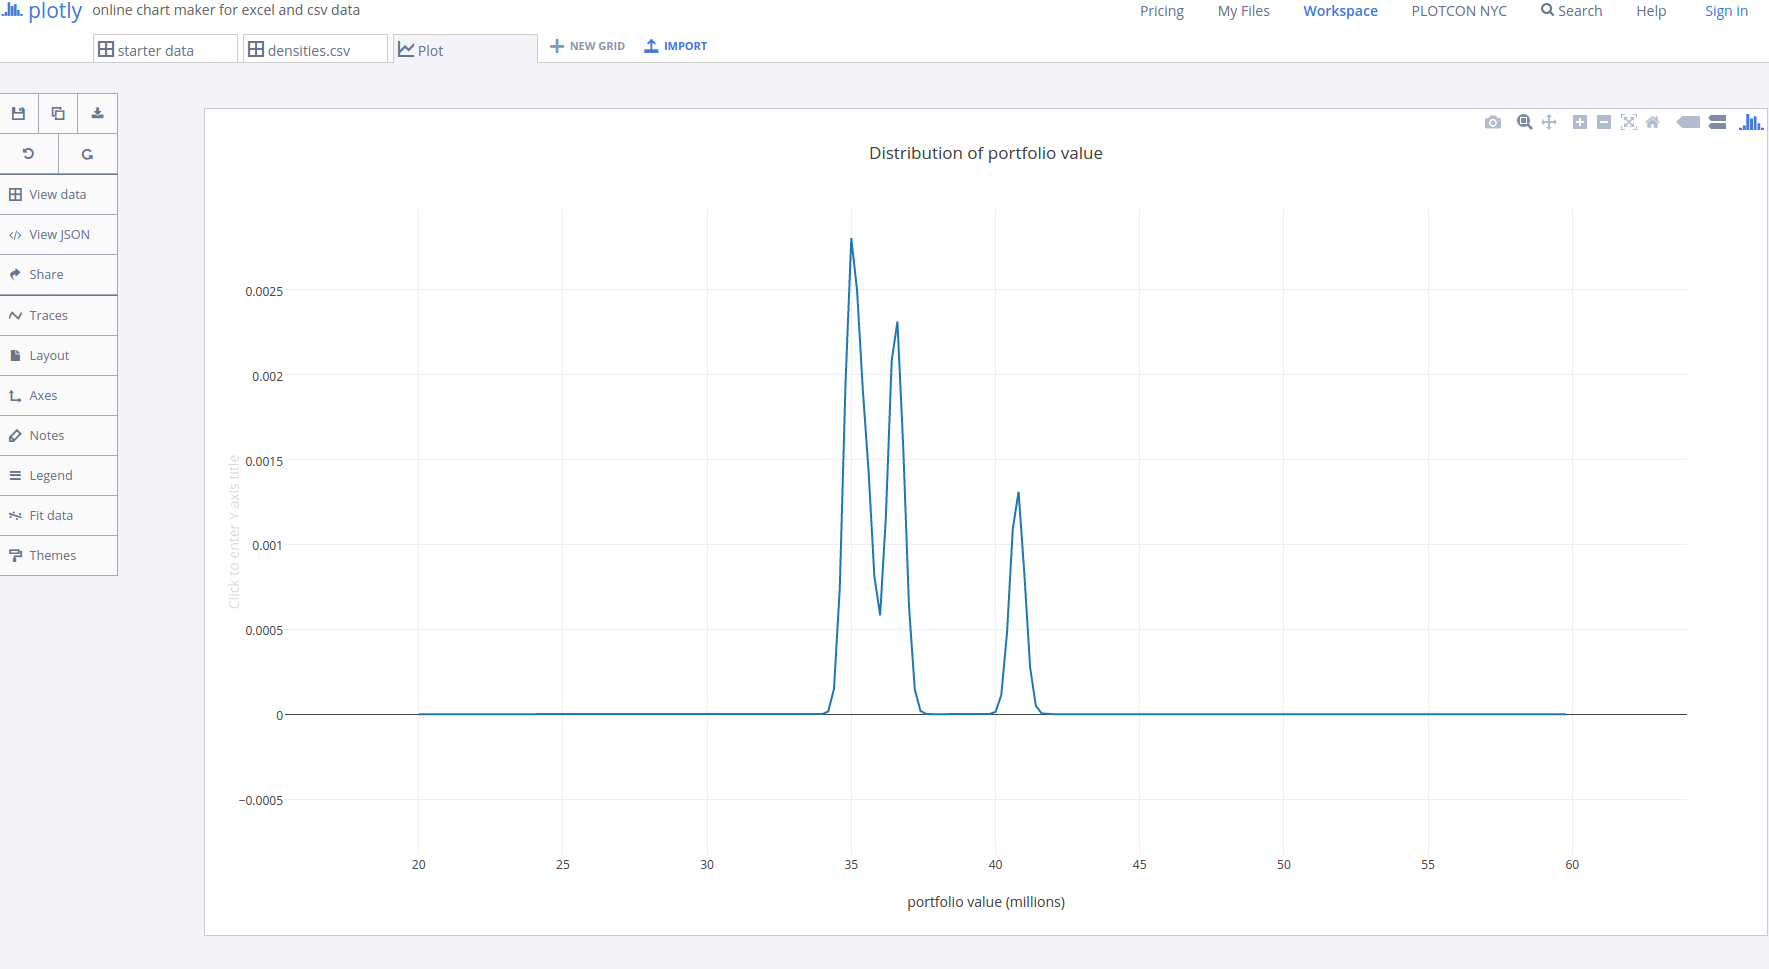 plotly online chart maker for excel and csv data
Pricing My Files Workspace PLOTCON NYC Search Help Sign in
starter data densities.csv Plot NEW GRID IMPORT
View data
View JSON
Share
Traces
Layout
Axes
Notes
Legend
Fit data
Themes
Distribution of portfolio value
Click to enter Y axis title
0.0025
0.002
0.0015
0.001
0.0005
0
−0.0005
20 25 30 35 40 45 50 55 60
portfolio value (millions)